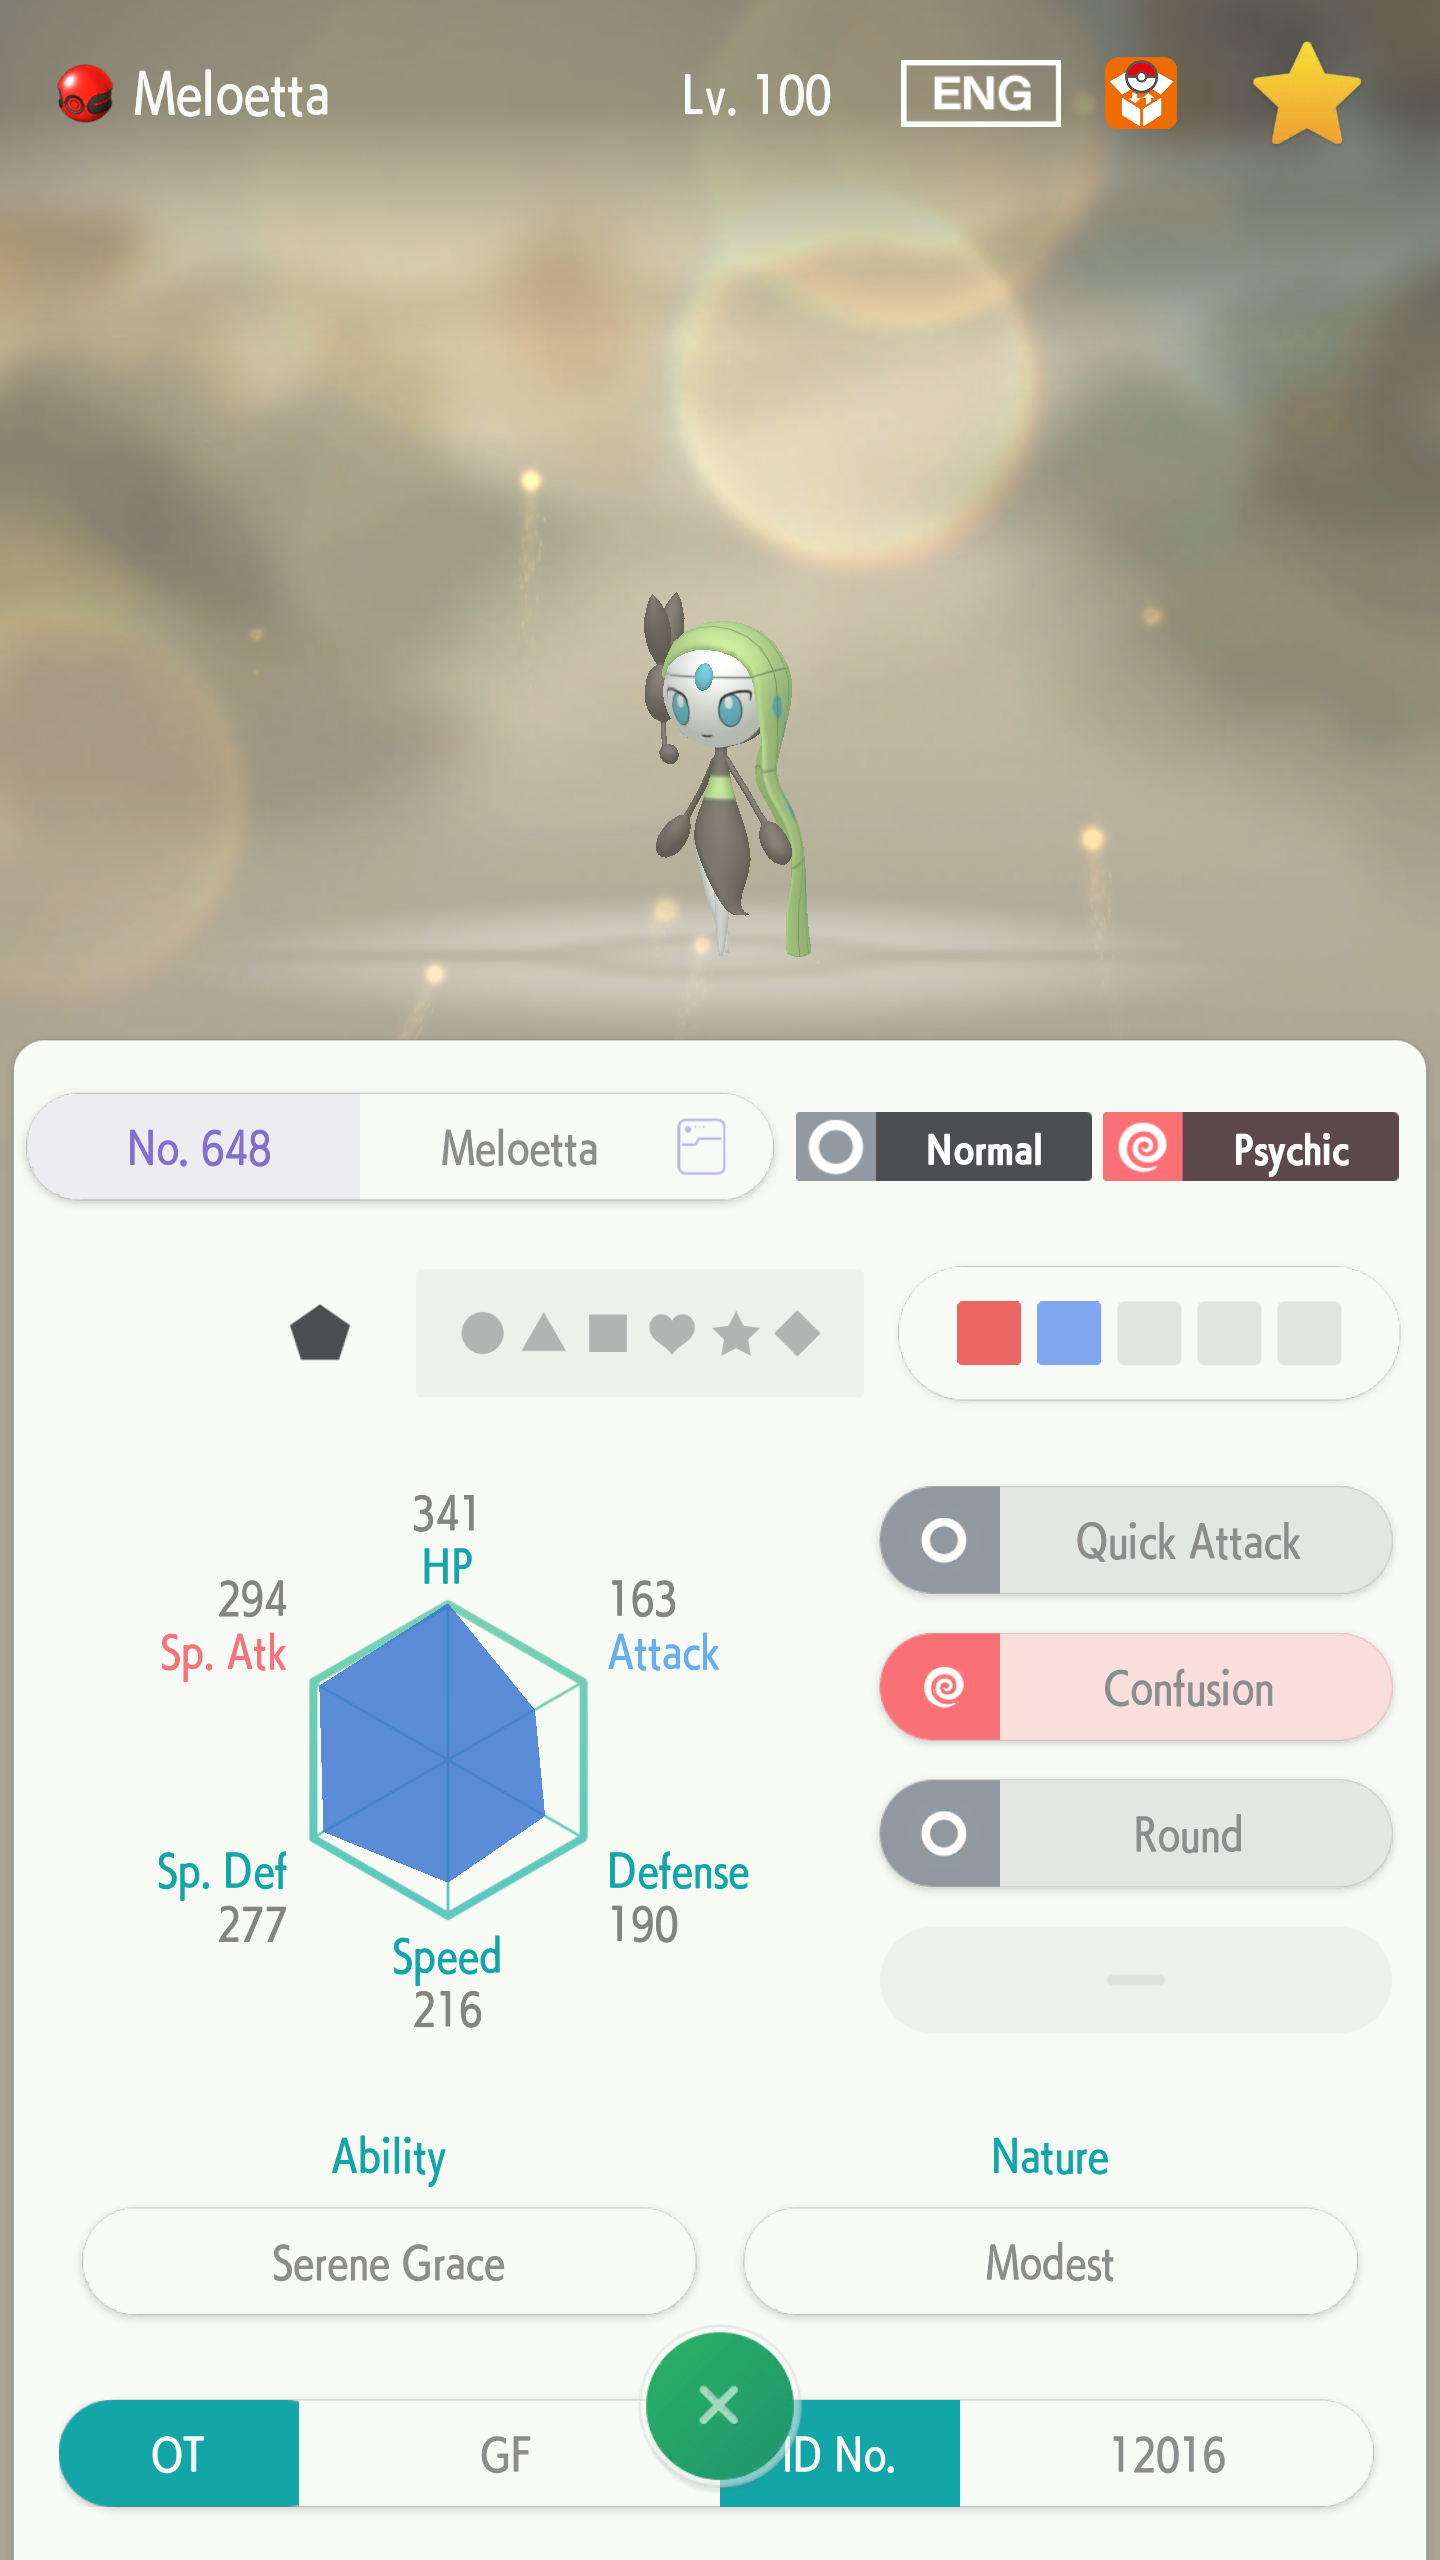 Meloetta Lv. 100 ENG
No. 648 Meloetta Normal Psychic
341
HP
294
Sp. Atk
163
Attack
Sp. Def
277
Defense
190
Speed
216
Quick Attack
Confusion
Round
Ability
Serene Grace
Nature
Modest
OT GF ID No. 12016